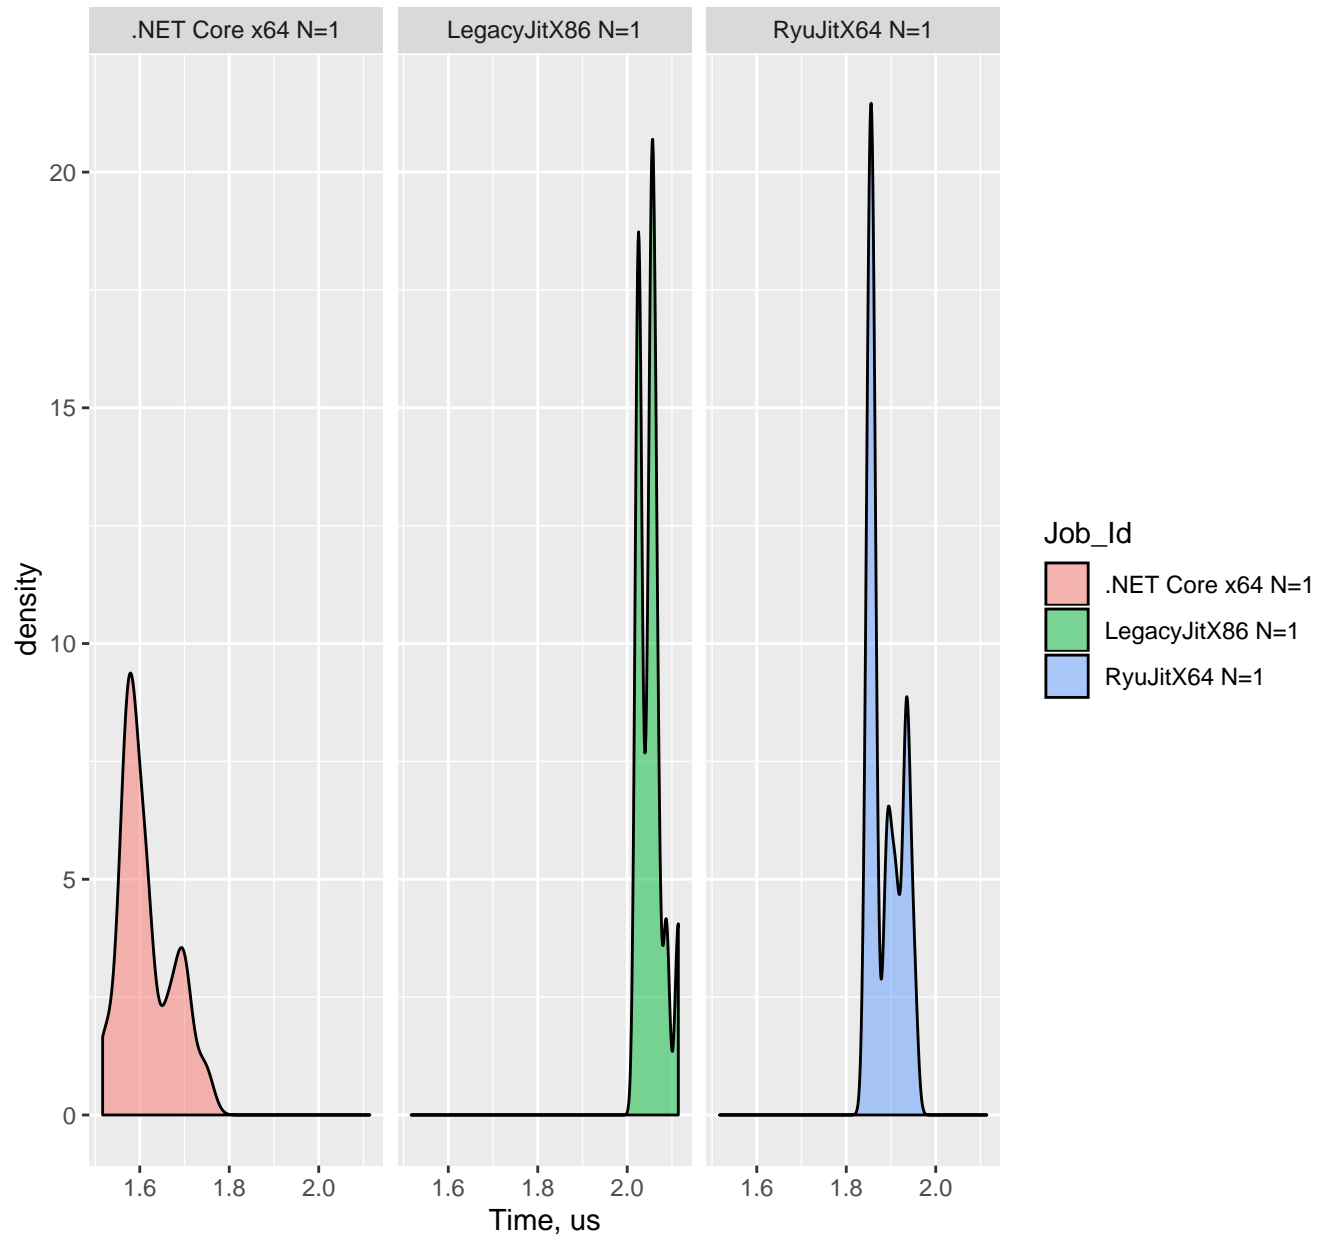 .NET Core x64 N=1
LegacyJitX86 N=1
RyuJitX64 N=1
density
20
15
10
5
0
1.6 1.8 2.0
1.6 1.8 2.0
1.6 1.8 2.0
Time, us
Job_Id
.NET Core x64 N=1
LegacyJitX86 N=1
RyuJitX64 N=1